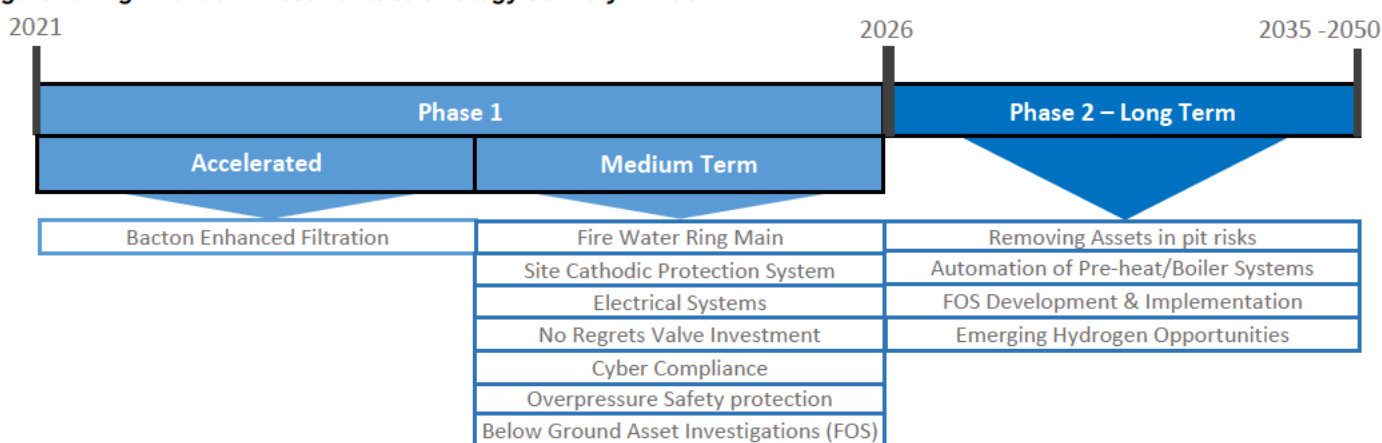 2021
2026
2035 -2050
Phase 1
Phase 2 – Long Term
Accelerated
Medium Term
Bacton Enhanced Filtration
Fire Water Ring Main
Site Cathodic Protection System
Electrical Systems
No Regrets Valve Investment
Cyber Compliance
Overpressure Safety protection
Below Ground Asset Investigations (FOS)
Removing Assets in pit risks
Automation of Pre-heat/Boiler Systems
FOS Development & Implementation
Emerging Hydrogen Opportunities